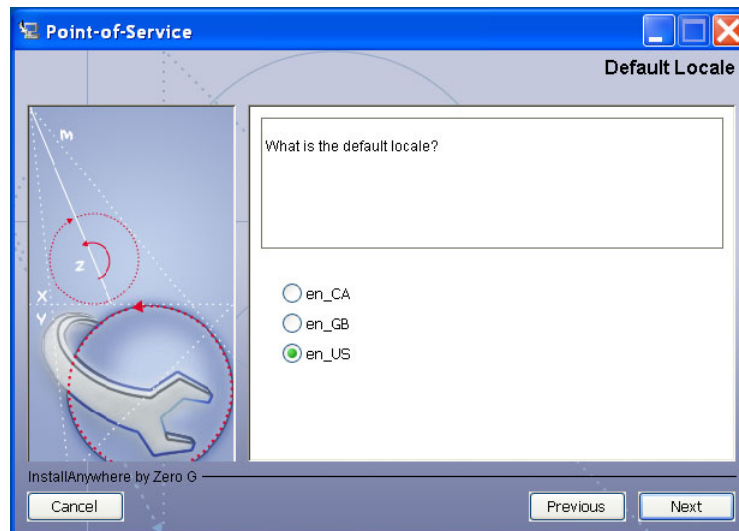 Point-of-Service
Default Locale
What is the default locale?
en_CA
en_GB
en_US
m
z
X
Y
InstallAnywhere by Zero G
Cancel
Previous
Next